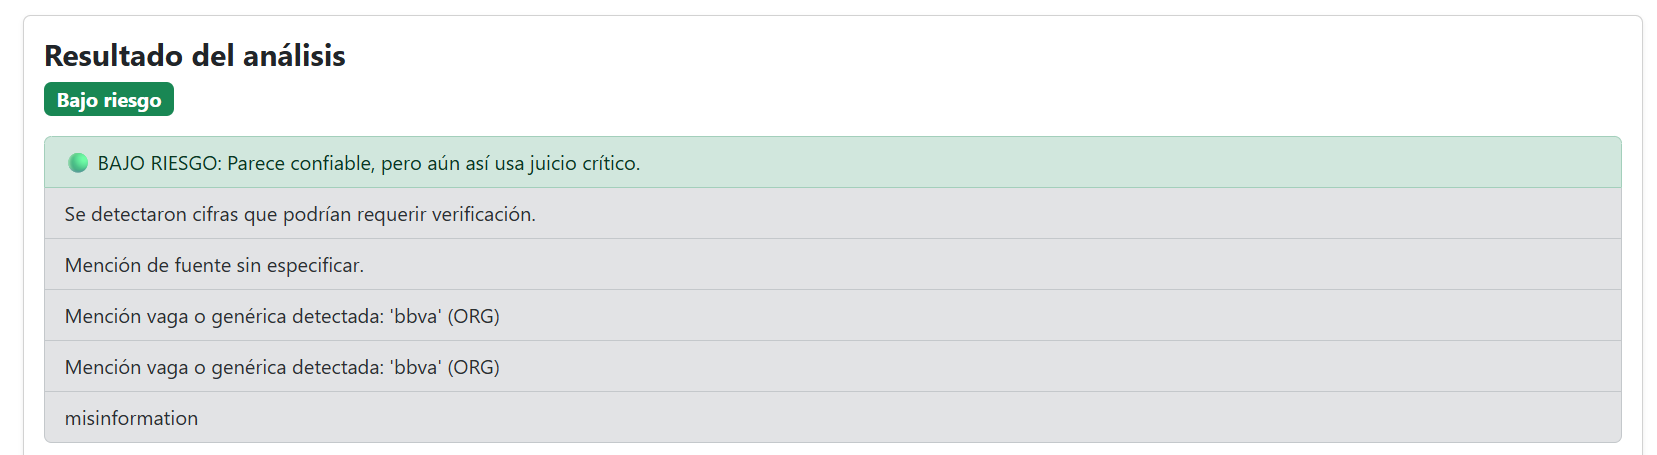 Resultado del análisis
Bajo riesgo
BAJO RIESGO: Parece confiable, pero aún así usa juicio crítico.
Se detectaron cifras que podrían requerir verificación.
Mención de fuente sin especificar.
Mención vaga o genérica detectada: 'bbva' (ORG)
Mención vaga o genérica detectada: 'bbva' (ORG)
misinformation